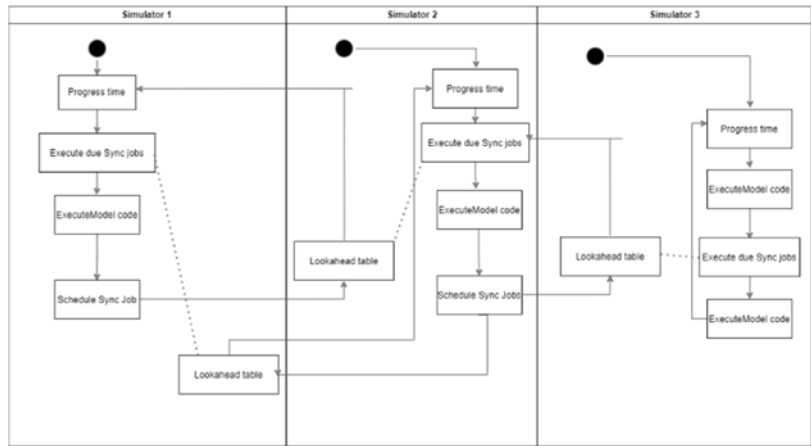 Simulator 1
Simulator 2
Simulator 3
Progress time
Execute due Sync jobs
ExecuteModel code
Schedule Sync Job
Lookahead table
Progress time
Execute due Sync jobs
ExecuteModel code
Lookahead table
Schedule Sync Jobs
Progress time
ExecuteModel code
Lookahead table
Execute due Sync jobs
ExecuteModel code